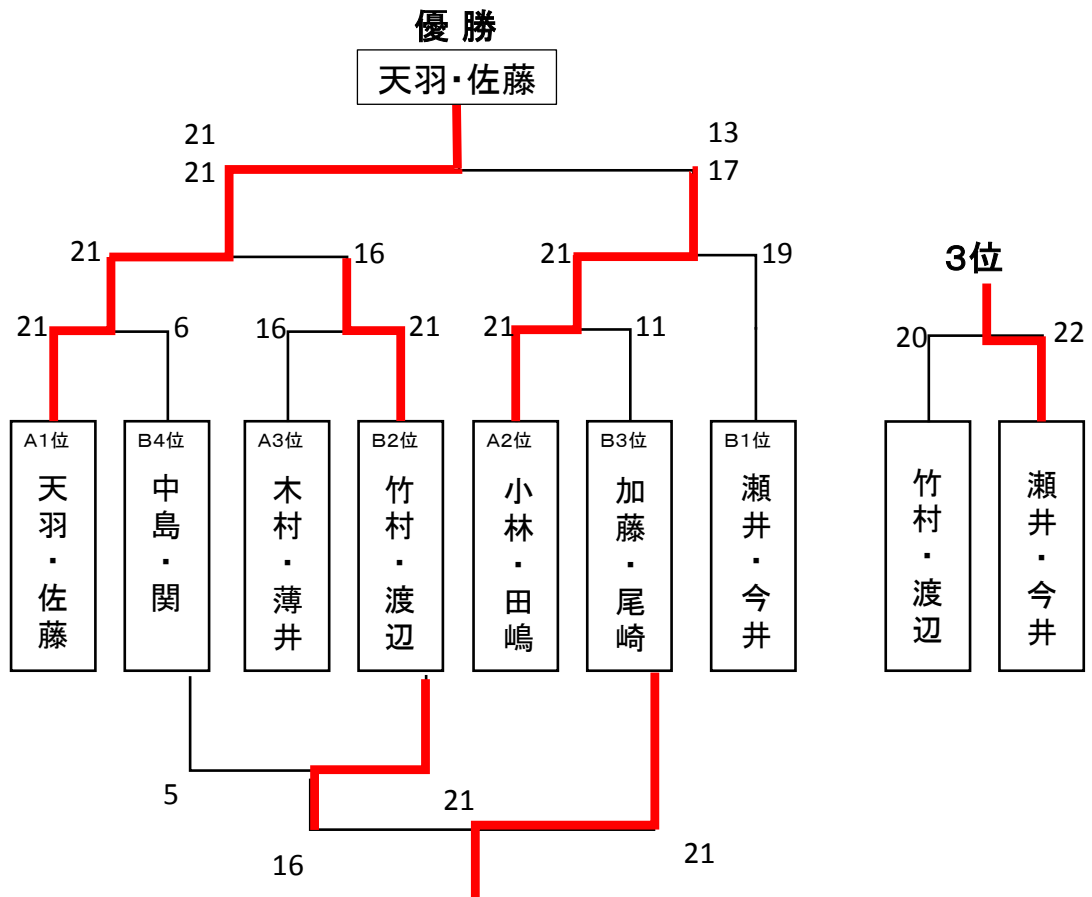 優 勝
天羽・佐藤
21 13
21 17
21 16 21 19
3位
21 6 16 21 21 11 20 22
A1位 B4位 A3位 B2位 A2位 B3位 B1位
天羽・佐藤
中島・関
木村・薄井
竹村・渡辺
小林・田嶋
加藤・尾崎
瀬井・今井
竹村・渡辺
瀬井・今井
5 21
16 21